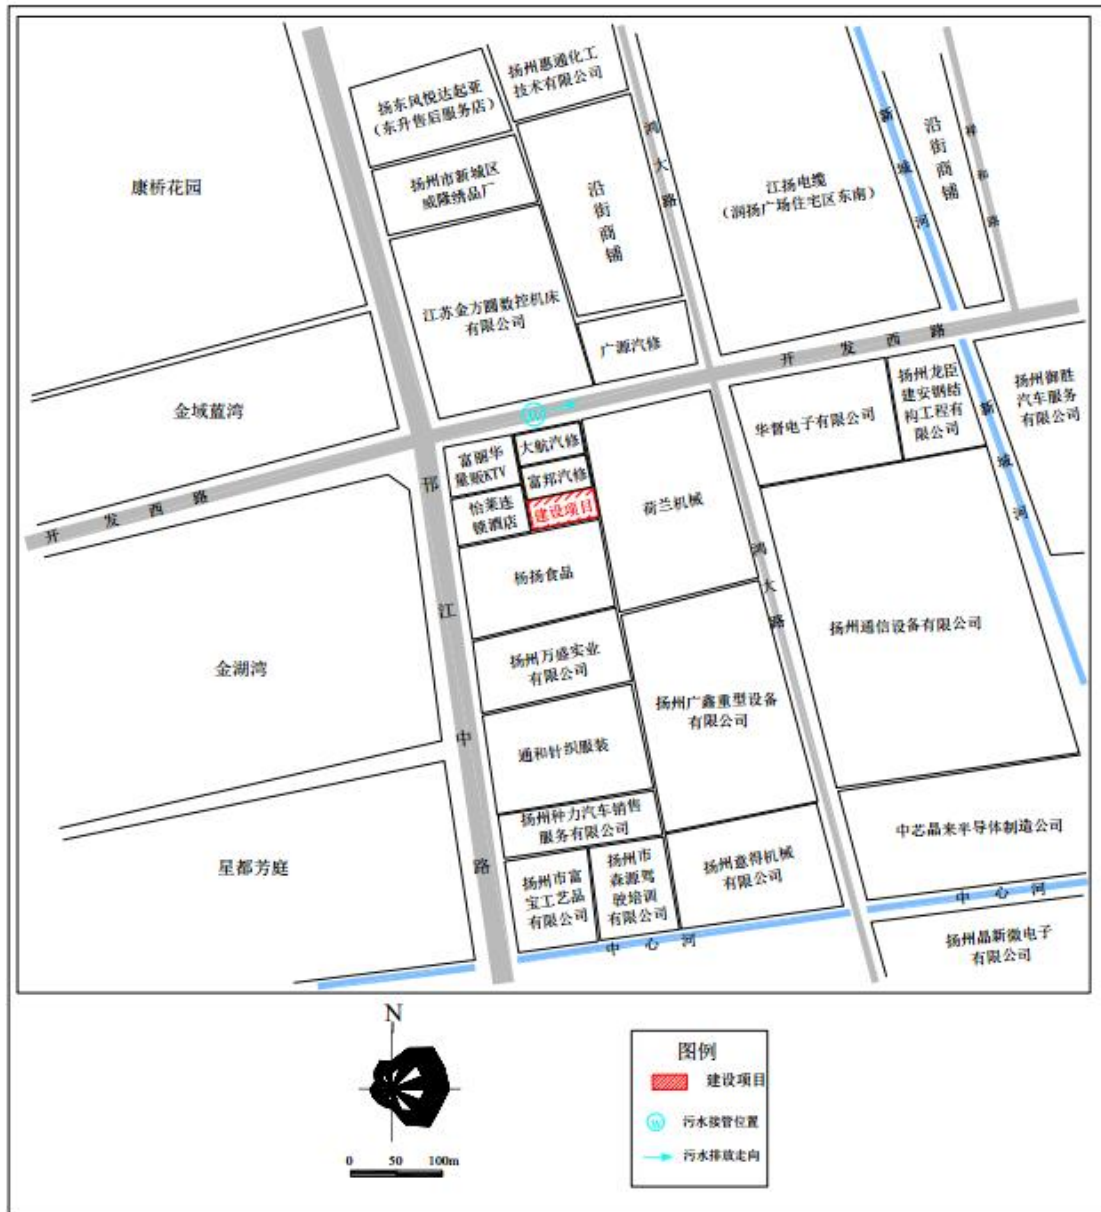 扬州惠通化工
技术有限公司
扬东风悦达起亚
（东升售后服务店）
鸿大路
新城河
沿街商铺
祥和路
康桥花园
扬州市新城区
威隆绣品厂
沿街商铺
江扬电缆
（润扬广场住宅区东南）
江苏金方圆数控机床
有限公司
广源汽修
开发西路
金域蓝湾
扬州龙臣
建安钢结
构工程有
限公司
扬州御胜
汽车服务
有限公司
华督电子有限公司
W
富丽华
量贩KTV
大航汽修
富邦汽修
怡莱连
锁酒店
建设项目
荷兰机械
新城河
开发西路
邗江中路
杨扬食品
鸿大路
扬州通信设备有限公司
金湖湾
扬州万盛实业
有限公司
扬州广鑫重型设备
有限公司
通和针织服装
扬州种力汽车销售
服务有限公司
中芯晶来半导体制造公司
星都芳庭
扬州市富
宝工艺品
有限公司
扬州市
森源驾
驶培训
有限公司
扬州意得机械
有限公司
中心河
中心河
扬州晶新微电子
有限公司
N
0 50 100m
图例
建设项目
W 污水接管位置
污水排放走向